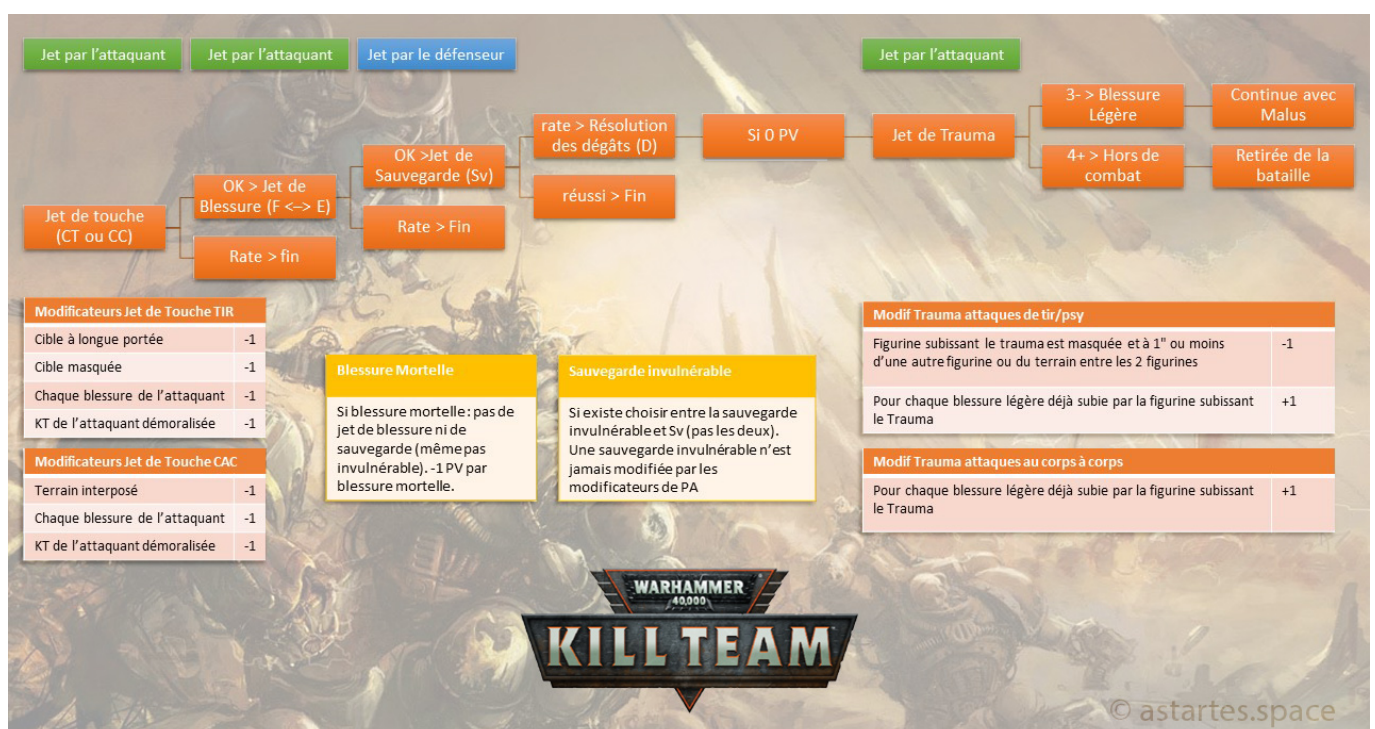 Jet par l'attaquant
Jet par l'attaquant
Jet par le défenseur
Jet par l'attaquant
Jet de touche
(CT ou CC)
OK > Jet de
Blessure (F <–> E)
Rate > fin
OK >Jet de
Sauvegarde (Sv)
Rate > Fin
rate > Résolution
des dégâts (D)
réussi > Fin
Si 0 PV
Jet de Trauma
3- > Blessure
Légère
Continue avec
Malus
4+ > Hors de
combat
Retirée de la
bataille
Modificateurs Jet de Touche TIR
Cible à longue portée -1
Cible masquée -1
Chaque blessure de l'attaquant -1
KT de l'attaquant démoralisée -1
Modificateurs Jet de Touche CAC
Terrain interposé -1
Chaque blessure de l'attaquant -1
KT de l'attaquant démoralisée -1
Blessure Mortelle
Si blessure mortelle : pas de
jet de blessure ni de
sauvegarde (même pas
invulnérable). -1 PV par
blessure mortelle.
Sauvegarde invulnérable
Si existe choisir entre la sauvegarde
invulnérable et Sv (pas les deux).
Une sauvegarde invulnérable n'est
jamais modifiée par les
modificateurs de PA
Modif Trauma attaques de tir/psy
Figurine subissant le trauma est masquée et à 1" ou moins -1
d'une autre figurine ou du terrain entre les 2 figurines
Pour chaque blessure légère déjà subie par la figurine subissant +1
le Trauma
Modif Trauma attaques au corps à corps
Pour chaque blessure légère déjà subie par la figurine subissant +1
le Trauma
WARHAMMER
40,000
KILL TEAM
© astartes.space